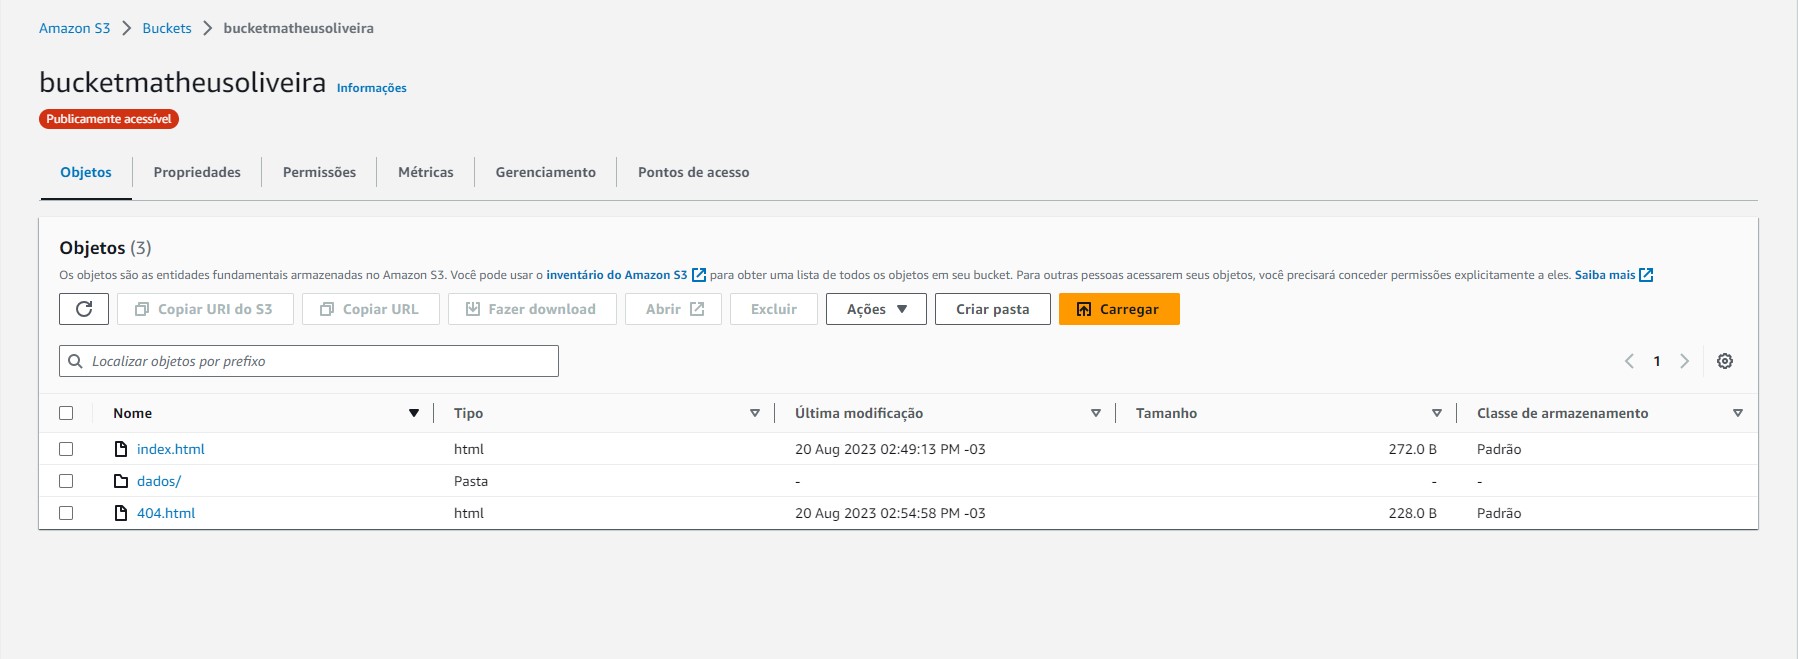 Amazon S3 > Buckets > bucketmatheusoliveira
bucketmatheusoliveira Informações
Publicamente acessível
Objetos Propriedades Permissões Métricas Gerenciamento Pontos de acesso
Objetos (3)
Os objetos são as entidades fundamentais armazenadas no Amazon S3. Você pode usar o inventário do Amazon S3 para obter uma lista de todos os objetos em seu bucket. Para outras pessoas acessarem seus objetos, você precisará conceder permissões explicitamente a eles. Saiba mais
Copiar URI do S3 Copiar URL Fazer download Abrir Excluir Ações Criar pasta Carregar
Localizar objetos por prefixo 1
Nome Tipo Última modificação Tamanho Classe de armazenamento
index.html html 20 Aug 2023 02:49:13 PM -03 272.0 B Padrão
dados/ Pasta - - -
404.html html 20 Aug 2023 02:54:58 PM -03 228.0 B Padrão